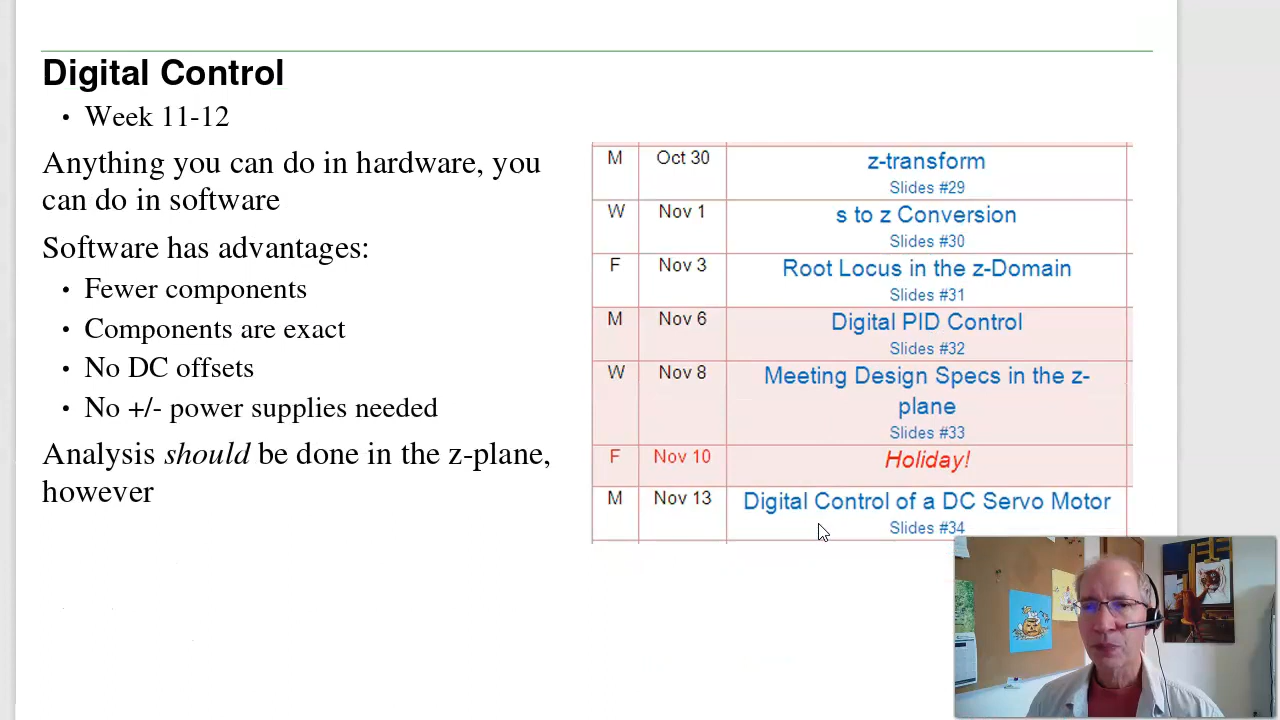 Digital Control
• Week 11-12
Anything you can do in hardware, you
can do in software
Software has advantages:
• Fewer components
• Components are exact
• No DC offsets
• No +/- power supplies needed
Analysis should be done in the z-plane,
however
M Oct 30 z-transform
Slides #29
W Nov 1 s to z Conversion
Slides #30
F Nov 3 Root Locus in the z-Domain
Slides #31
M Nov 6 Digital PID Control
Slides #32
W Nov 8 Meeting Design Specs in the z-
plane
Slides #33
F Nov 10 Holiday!
M Nov 13 Digital Control of a DC Servo Motor
Slides #34